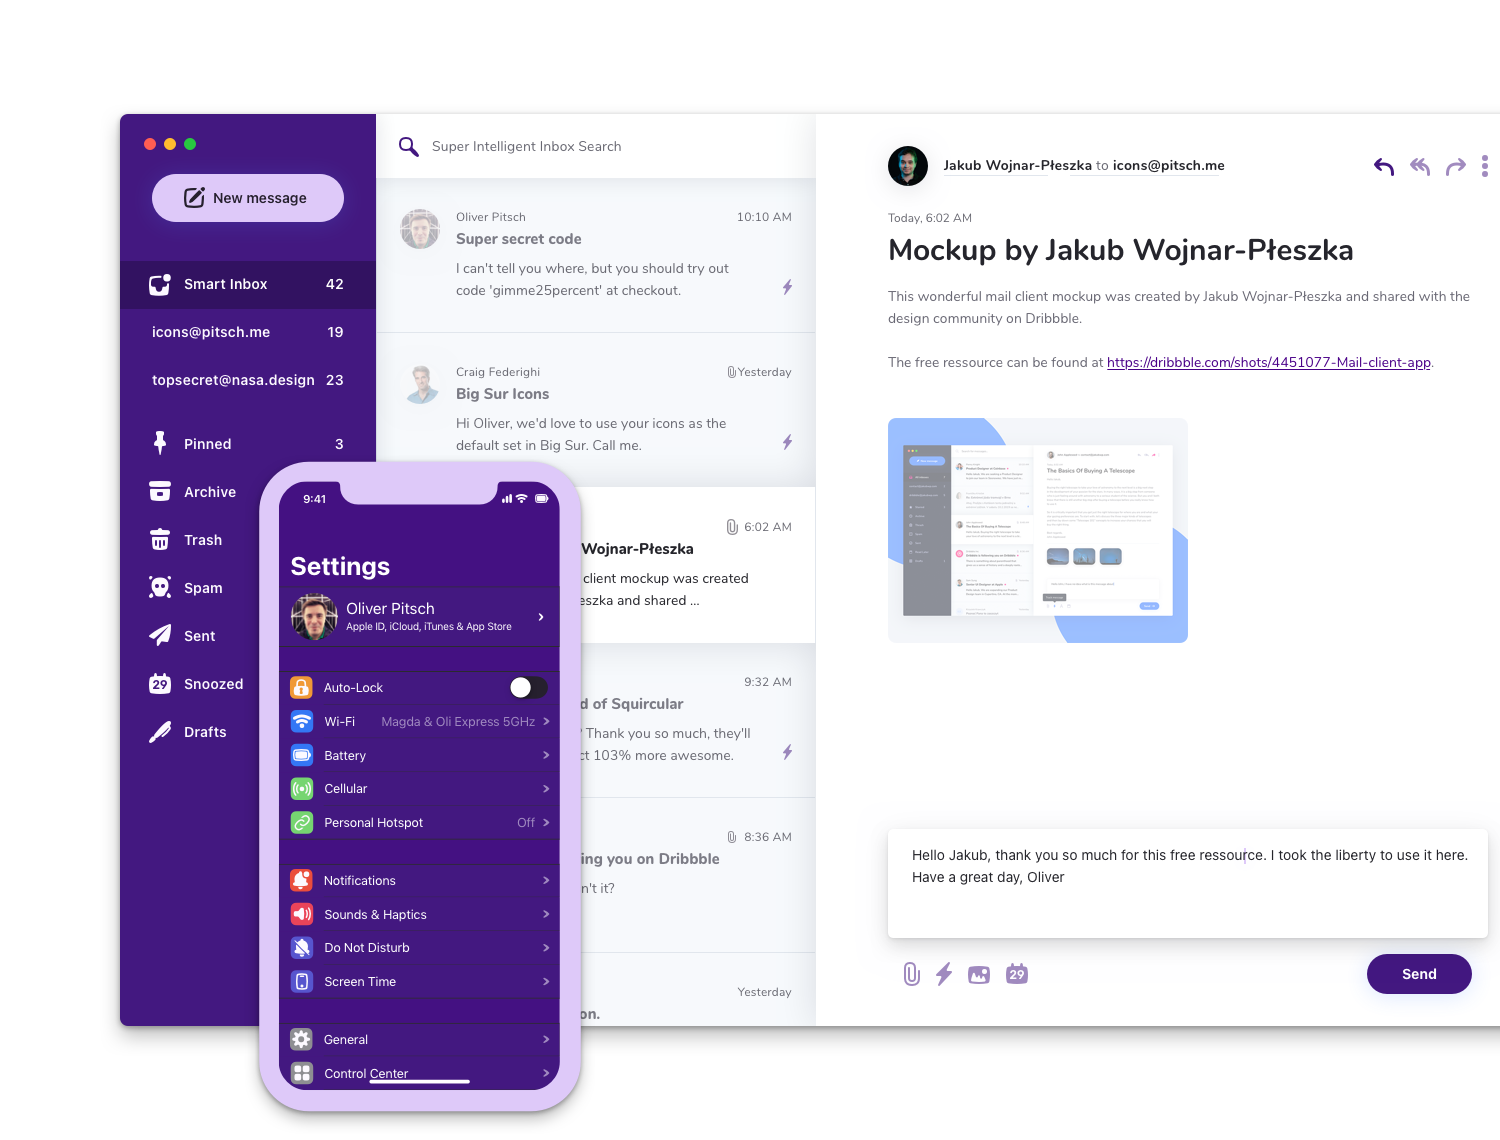 New message
Smart Inbox 42
icons@pitsch.me 19
topsecret@nasa.design 23
Pinned 3
Archive
Trash
Spam
Sent
29 Snoozed
Drafts
Super Intelligent Inbox Search
Oliver Pitsch 10:10 AM
Super secret code
I can't tell you where, but you should try out
code 'gimme25percent' at checkout.
Craig Federighi Yesterday
Big Sur Icons
Hi Oliver, we'd love to use your icons as the
default set in Big Sur. Call me.
6:02 AM
Wojnar-Płeszka
client mockup was created
eszka and shared ...
9:32 AM
d of Squircular
? Thank you so much, they'll
ct 103% more awesome.
8:36 AM
ing you on Dribbble
n't it?
Yesterday
on.
9:41
Settings
Oliver Pitsch
Apple ID, iCloud, iTunes & App Store
Auto-Lock
Wi-Fi Magda & Oli Express 5GHz
Battery
Cellular
Personal Hotspot Off
Notifications
Sounds & Haptics
Do Not Disturb
Screen Time
General
Control Center
Jakub Wojnar-Płeszka to icons@pitsch.me
Today, 6:02 AM
Mockup by Jakub Wojnar-Płeszka
This wonderful mail client mockup was created by Jakub Wojnar-Płeszka and shared with the
design community on Dribbble.
The free ressource can be found at https://dribbble.com/shots/4451077-Mail-client-app.
The Basics Of Buying A Telescope
Hello Jakub, thank you so much for this free ressource. I took the liberty to use it here.
Have a great day, Oliver
29
Send